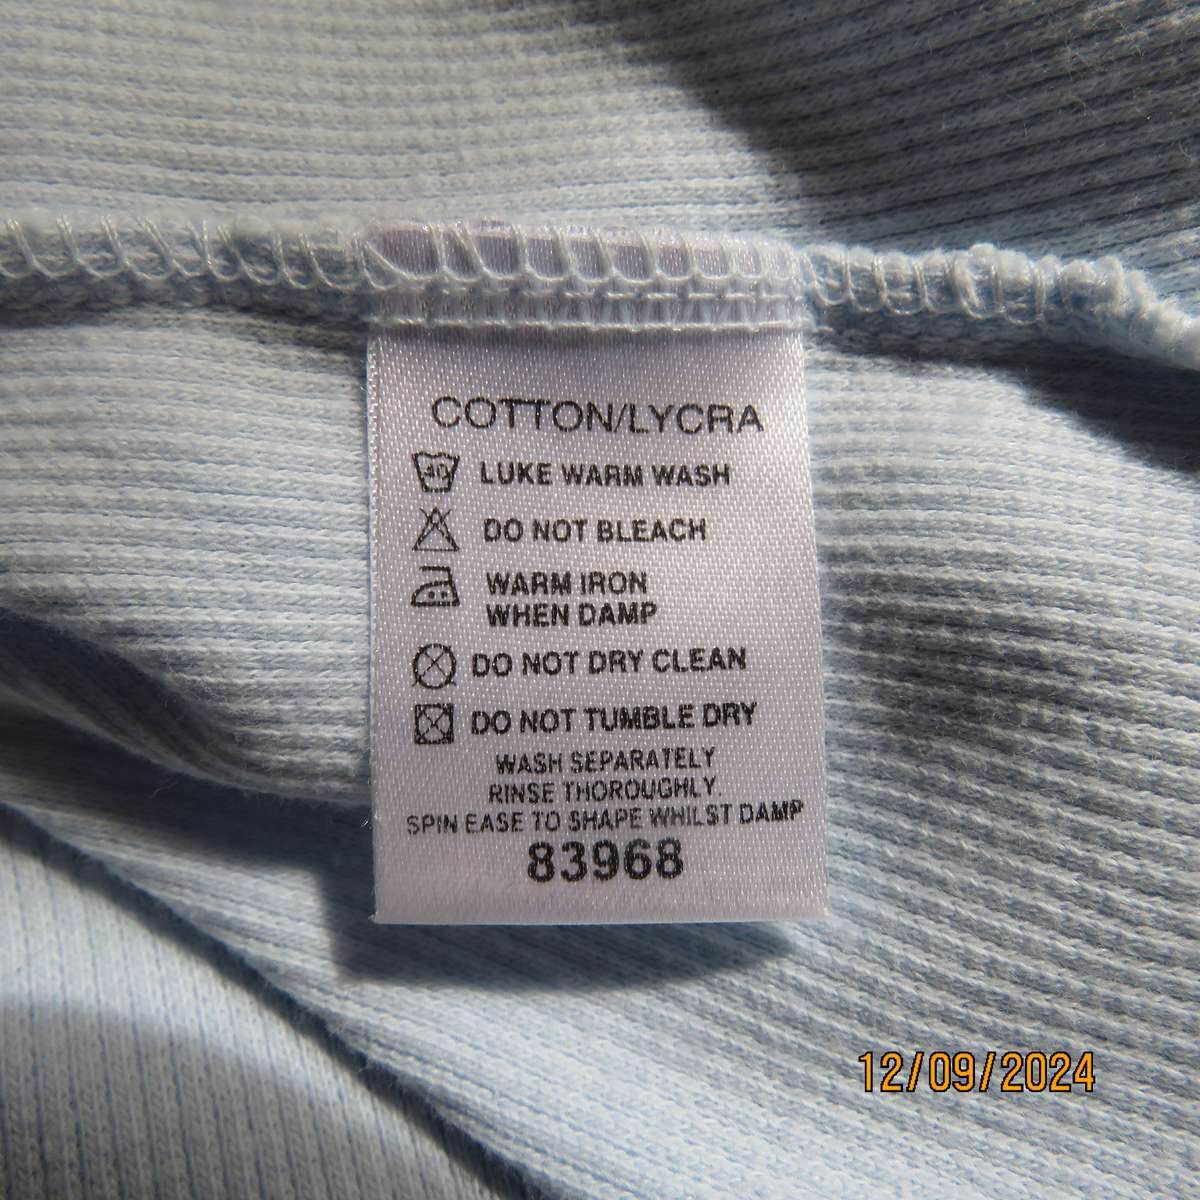 COTTON/LYCRA
40 LUKE WARM WASH
DO NOT BLEACH
WARM IRON
WHEN DAMP
DO NOT DRY CLEAN
DO NOT TUMBLE DRY
WASH SEPARATELY
RINSE THOROUGHLY.
SPIN EASE TO SHAPE WHILST DAMP
83968
12/09/2024